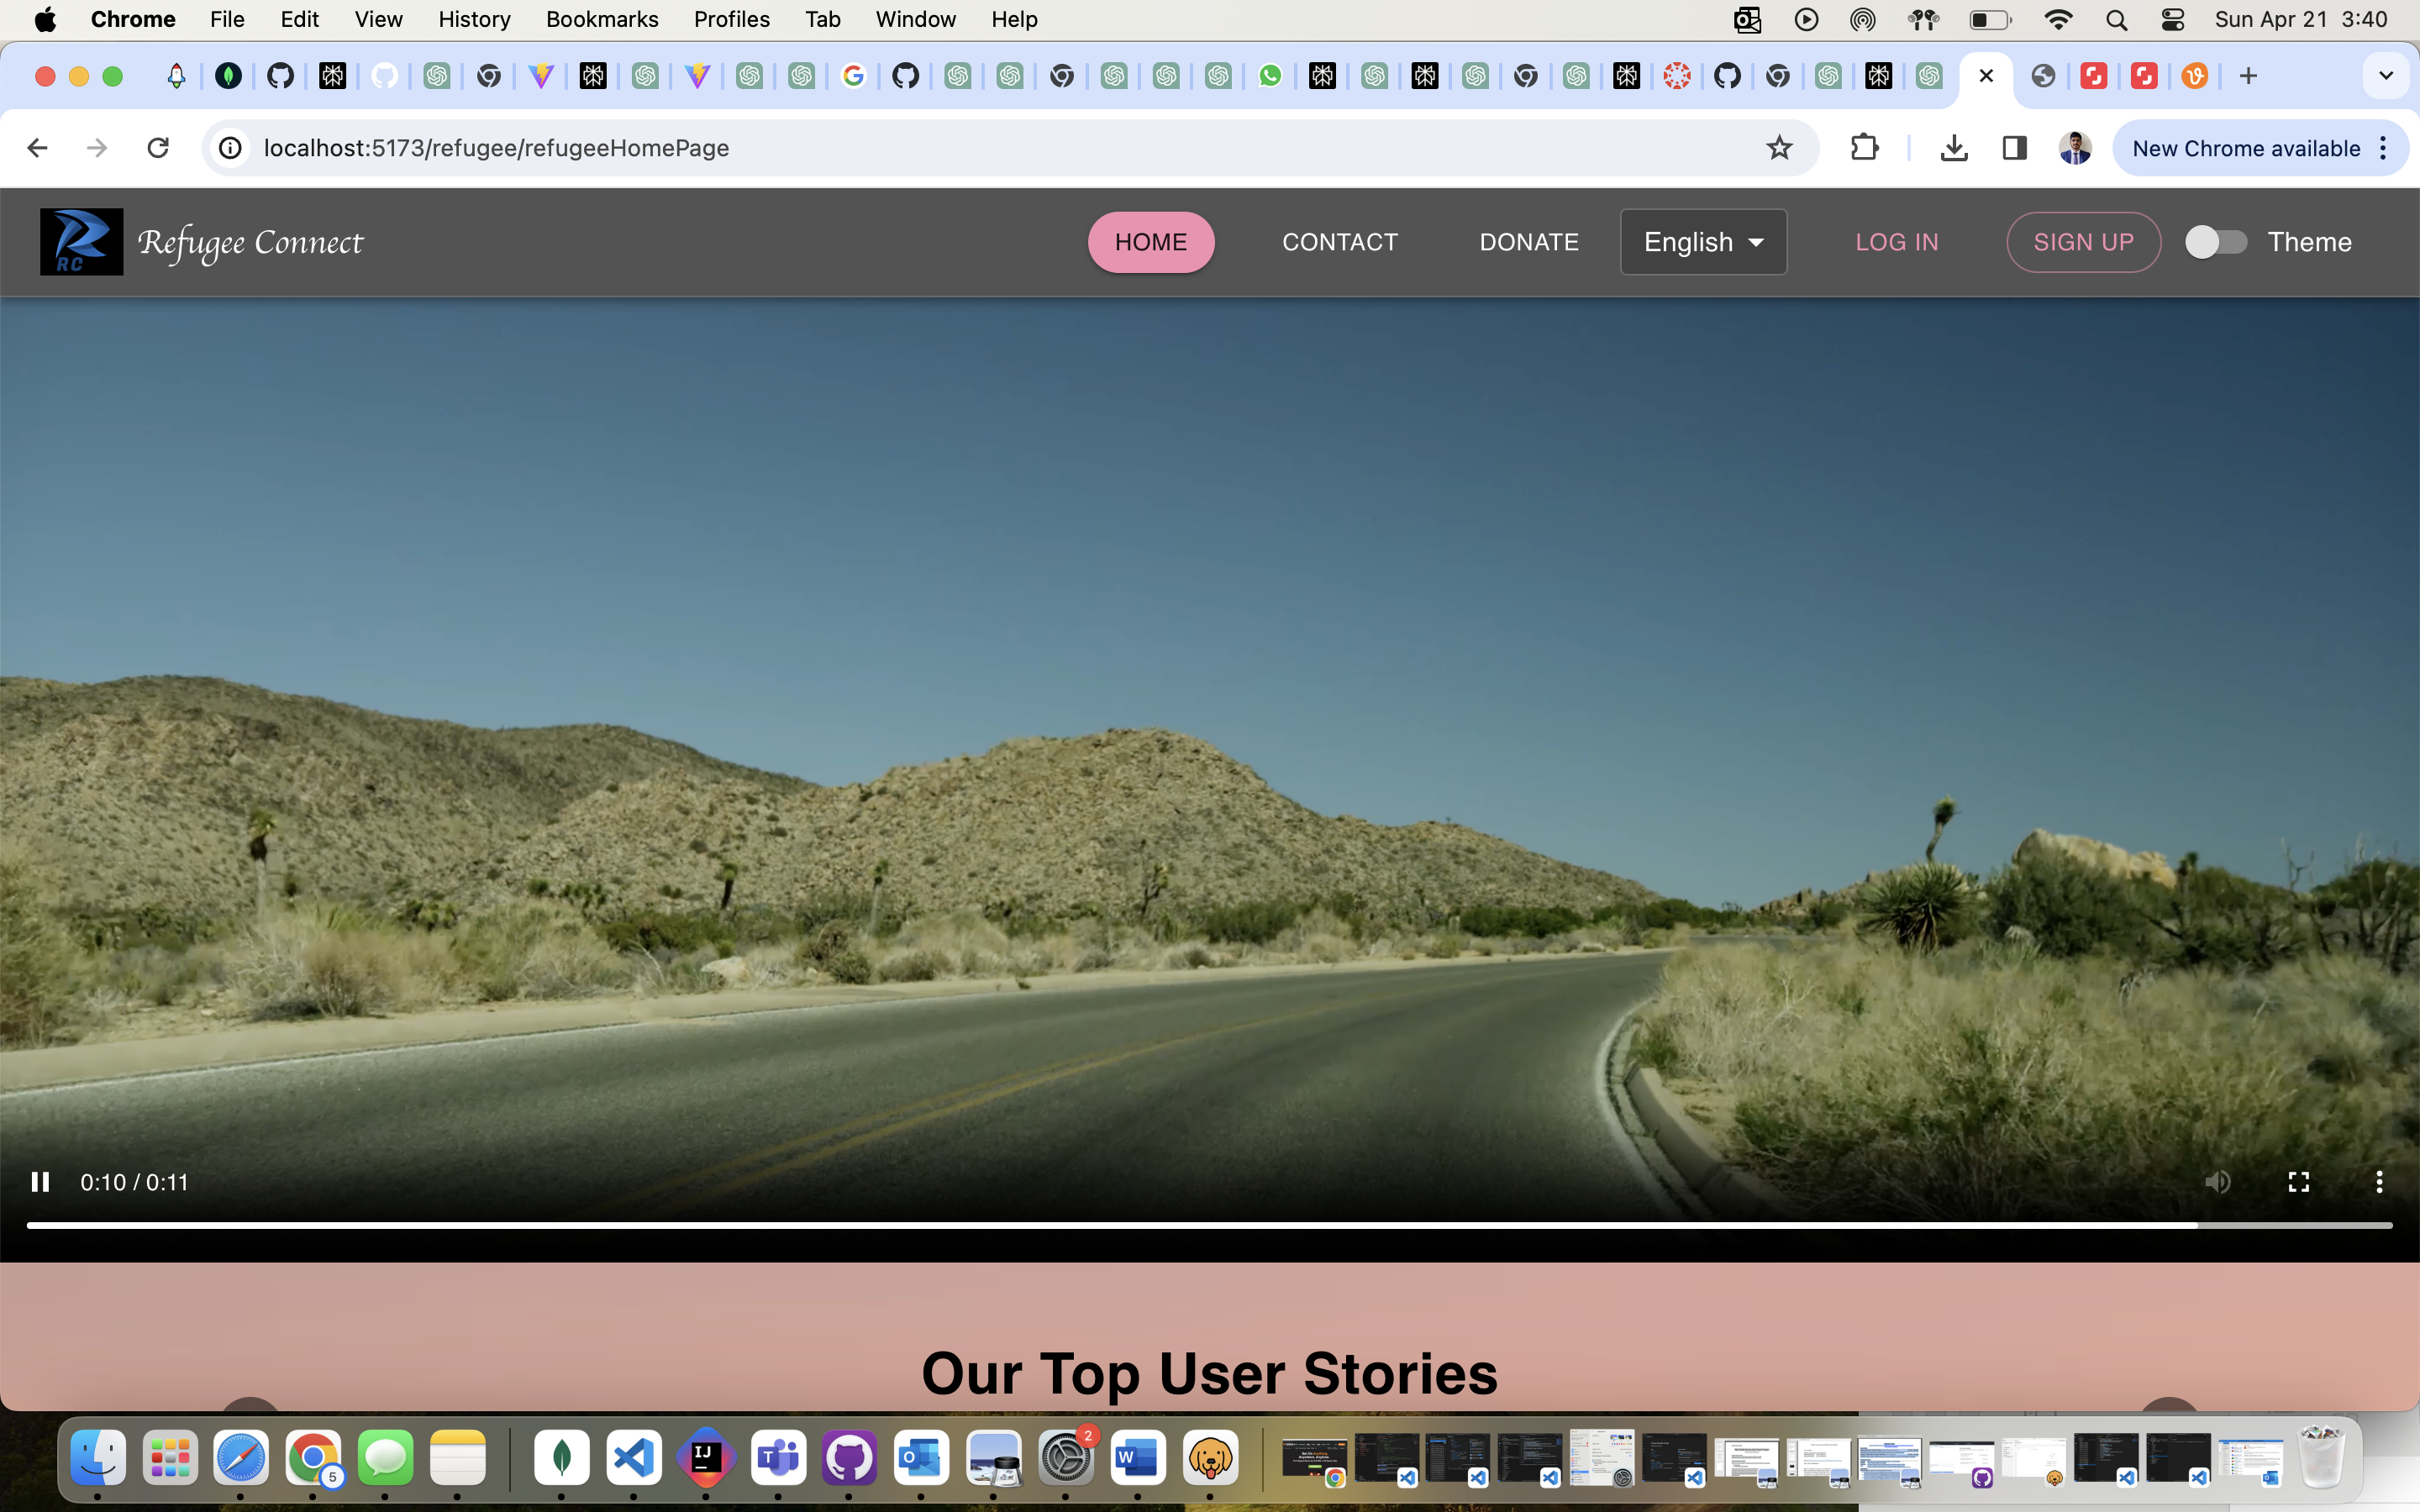 Chrome File Edit View History Bookmarks Profiles Tab Window Help Sun Apr 21 3:40
localhost:5173/refugee/refugeeHomePage New Chrome available
RC Refugee Connect HOME CONTACT DONATE English LOG IN SIGN UP Theme
0:10 / 0:11
Our Top User Stories
5
IJ
T
O
2
W